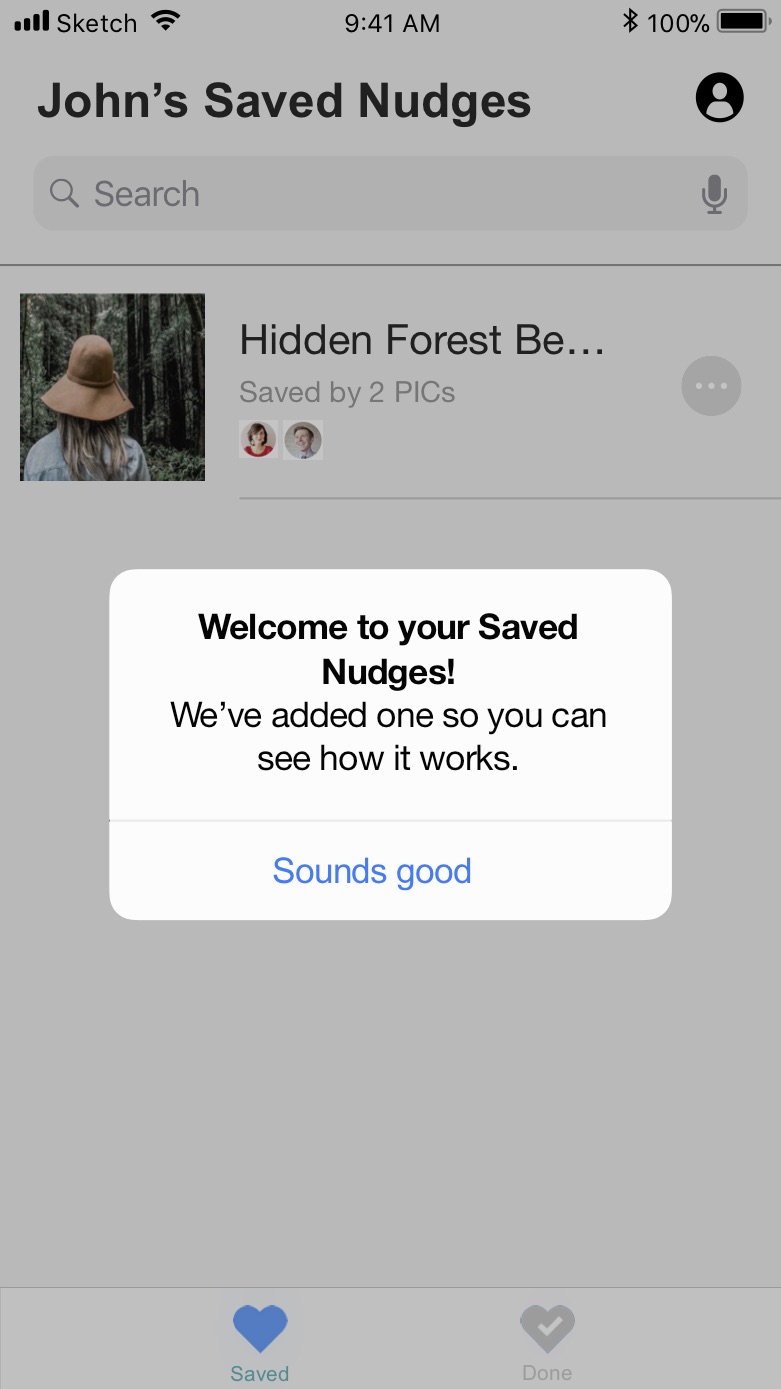 Sketch 9:41 AM 100%
John’s Saved Nudges
Search
Hidden Forest Be…
Saved by 2 PICs
Welcome to your Saved
Nudges!
We’ve added one so you can
see how it works.
Sounds good
Saved Done